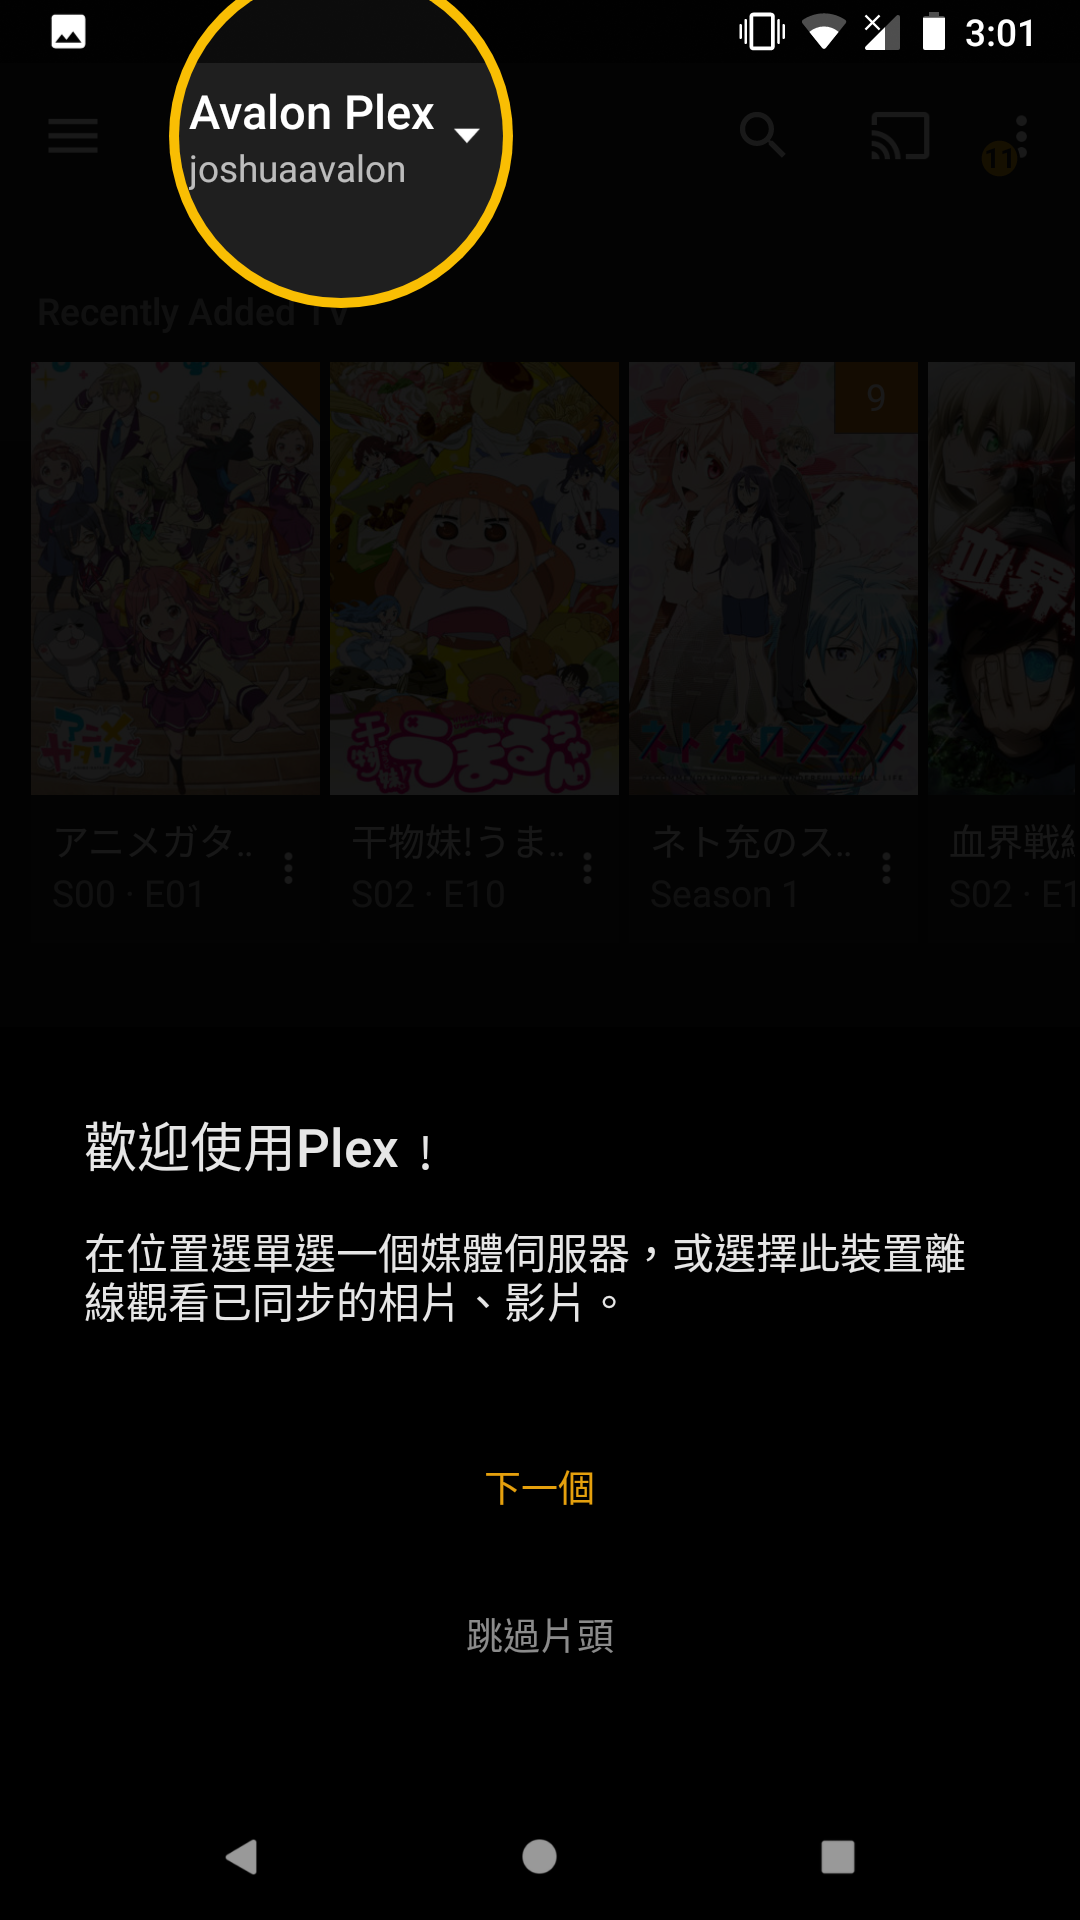 3:01
Avalon Plex
joshuaavalon
11
Recently Added TV
9
アニメガタ..
S00 · E01
干物妹!うま..
S02 · E10
ネト充のス..
Season 1
血界戦
S02 · E1
歡迎使用Plex！
在位置選單選一個媒體伺服器，或選擇此裝置離
線觀看已同步的相片、影片。
下一個
跳過片頭